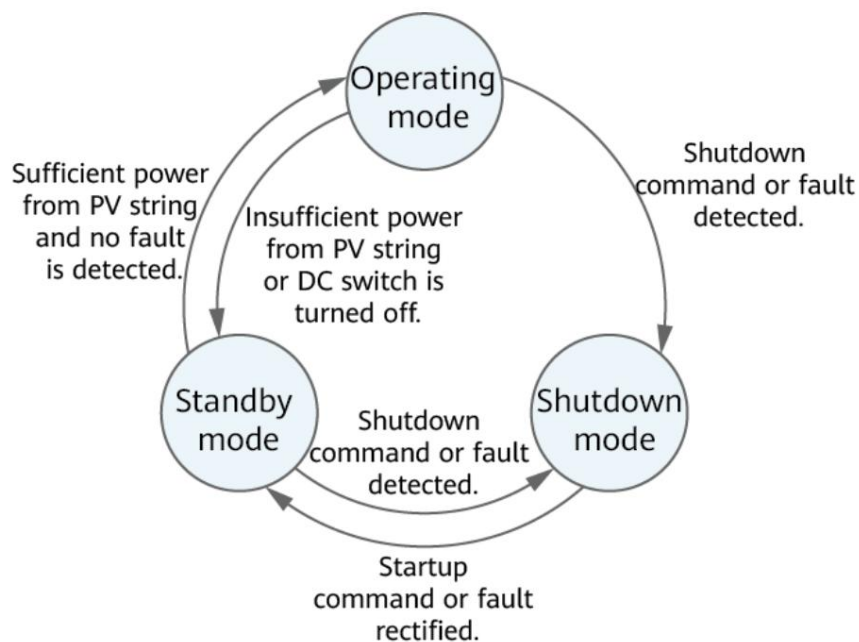 Operating
mode
Shutdown
command or fault
detected.
Sufficient power
from PV string
and no fault
is detected.
Insufficient power
from PV string
or DC switch is
turned off.
Standby
mode
Shutdown
command or fault
detected.
Shutdown
mode
Startup
command or fault
rectified.